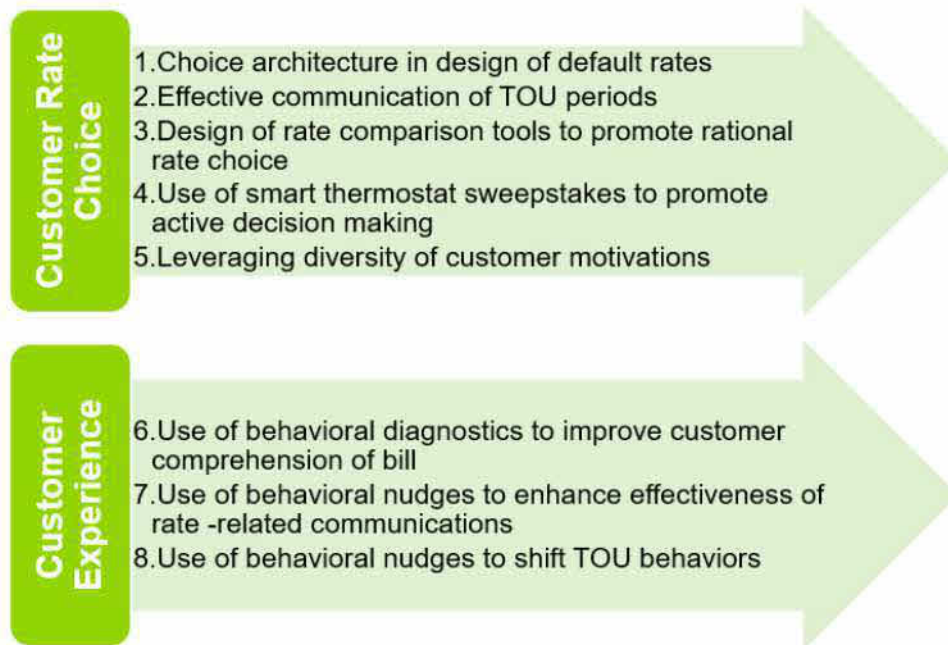 Customer Rate
Choice
1.Choice architecture in design of default rates
2.Effective communication of TOU periods
3.Design of rate comparison tools to promote rational
rate choice
4.Use of smart thermostat sweepstakes to promote
active decision making
5.Leveraging diversity of customer motivations
Customer
Experience
6.Use of behavioral diagnostics to improve customer
comprehension of bill
7.Use of behavioral nudges to enhance effectiveness of
rate -related communications
8.Use of behavioral nudges to shift TOU behaviors